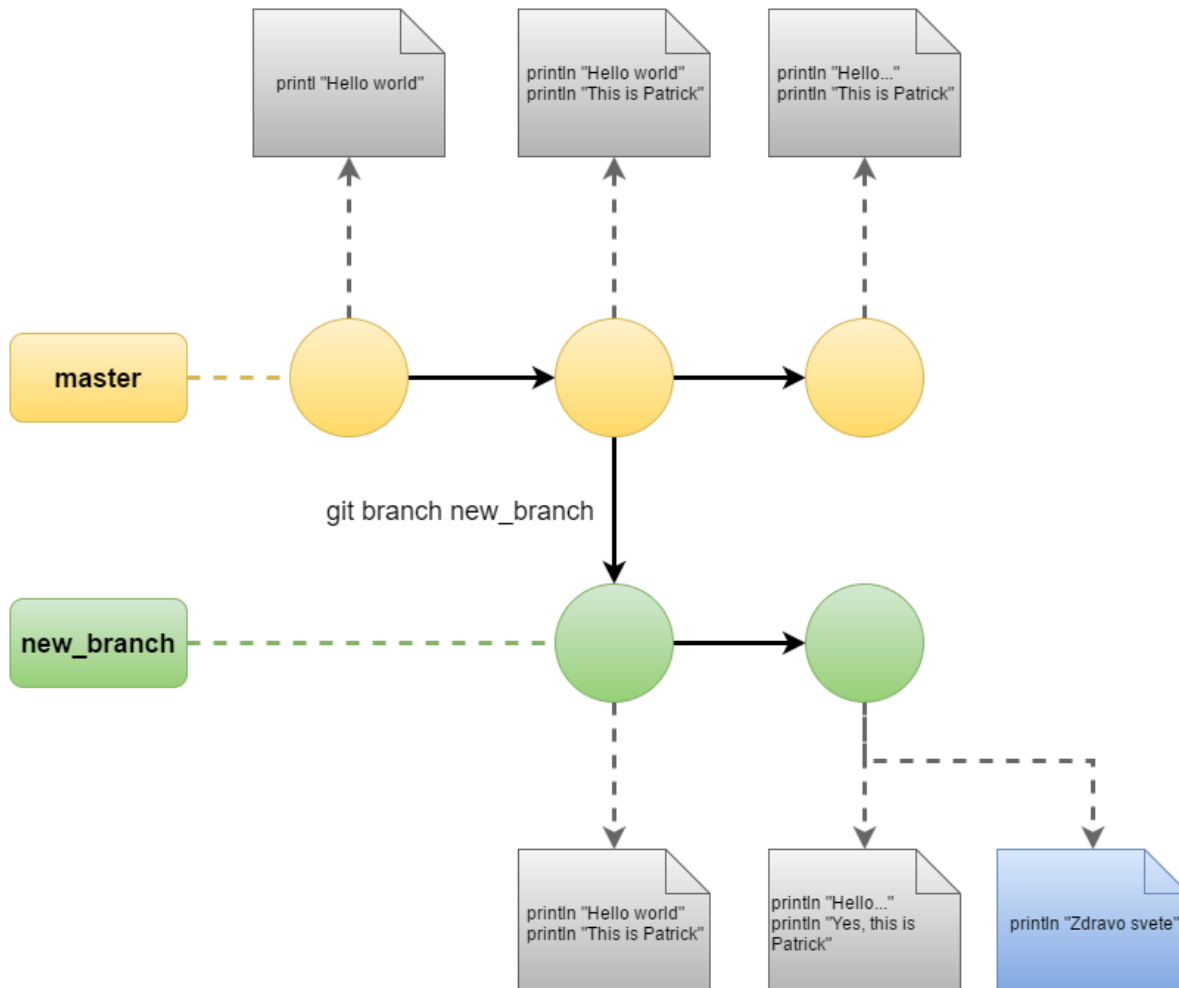 printl "Hello world"
println "Hello world"
println "This is Patrick"
println "Hello..."
println "This is Patrick"
master
git branch new_branch
new_branch
println "Hello world"
println "This is Patrick"
println "Hello..."
println "Yes, this is
Patrick"
println "Zdravo svete"